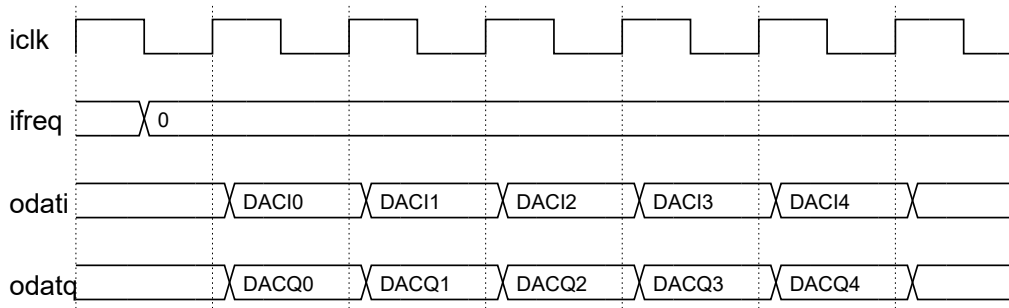 iclk
ifreq 0
odati DACI0 DACI1 DACI2 DACI3 DACI4
odatq DACQ0 DACQ1 DACQ2 DACQ3 DACQ4